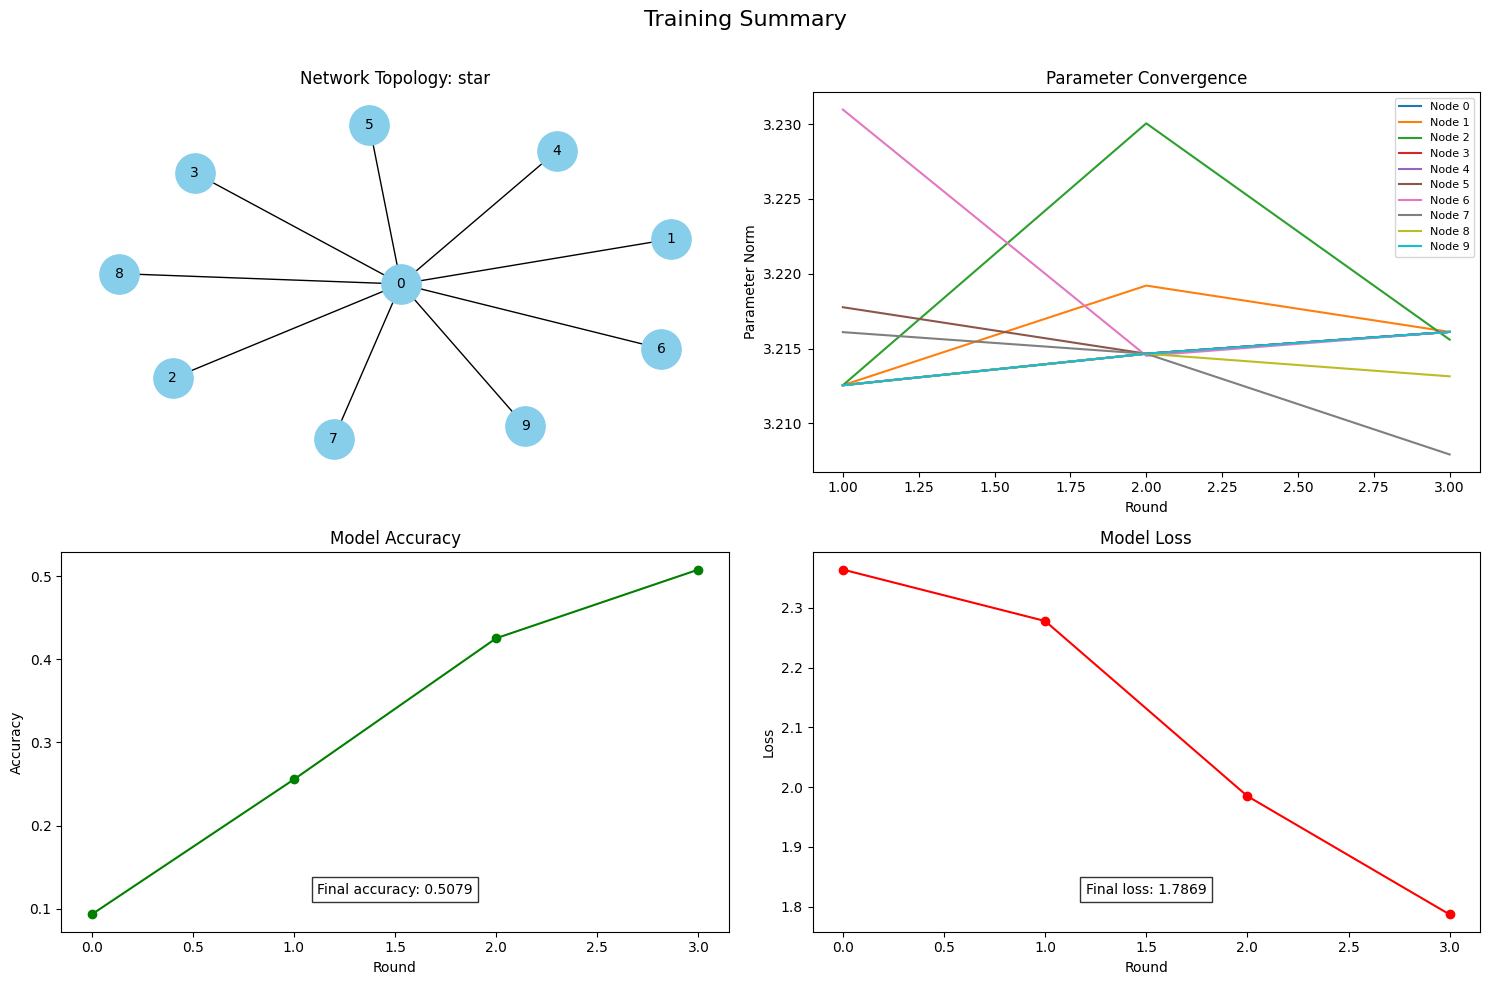 Training Summary
Network Topology: star
5
4
3
1
8
0
6
2
9
7
Parameter Convergence
Parameter Norm
3.230
3.225
3.220
3.215
3.210
Node 0
Node 1
Node 2
Node 3
Node 4
Node 5
Node 6
Node 7
Node 8
Node 9
1.00 1.25 1.50 1.75 2.00 2.25 2.50 2.75 3.00
Round
Model Accuracy
Accuracy
0.5
0.4
0.3
0.2
0.1
Final accuracy: 0.5079
0.0 0.5 1.0 1.5 2.0 2.5 3.0
Round
Model Loss
Loss
2.3
2.2
2.1
2.0
1.9
1.8
Final loss: 1.7869
0.0 0.5 1.0 1.5 2.0 2.5 3.0
Round